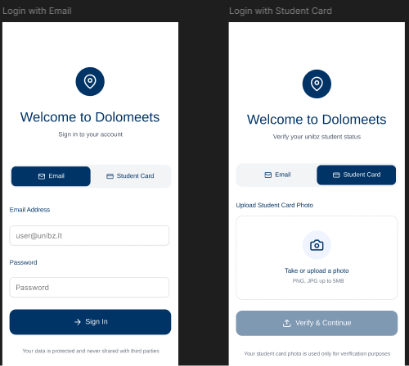 Login with Email
Welcome to Dolomeets
Sign in to your account
Email
Student Card
Email Address
user@unibz.it
Password
Password
Sign In
Your data is protected and never shared with third parties
Login with Student Card
Welcome to Dolomeets
Verify your unibz student status
Email
Student Card
Upload Student Card Photo
Take or upload a photo
PNG, JPG up to 5MB
Verify & Continue
Your student card photo is used only for verification purposes